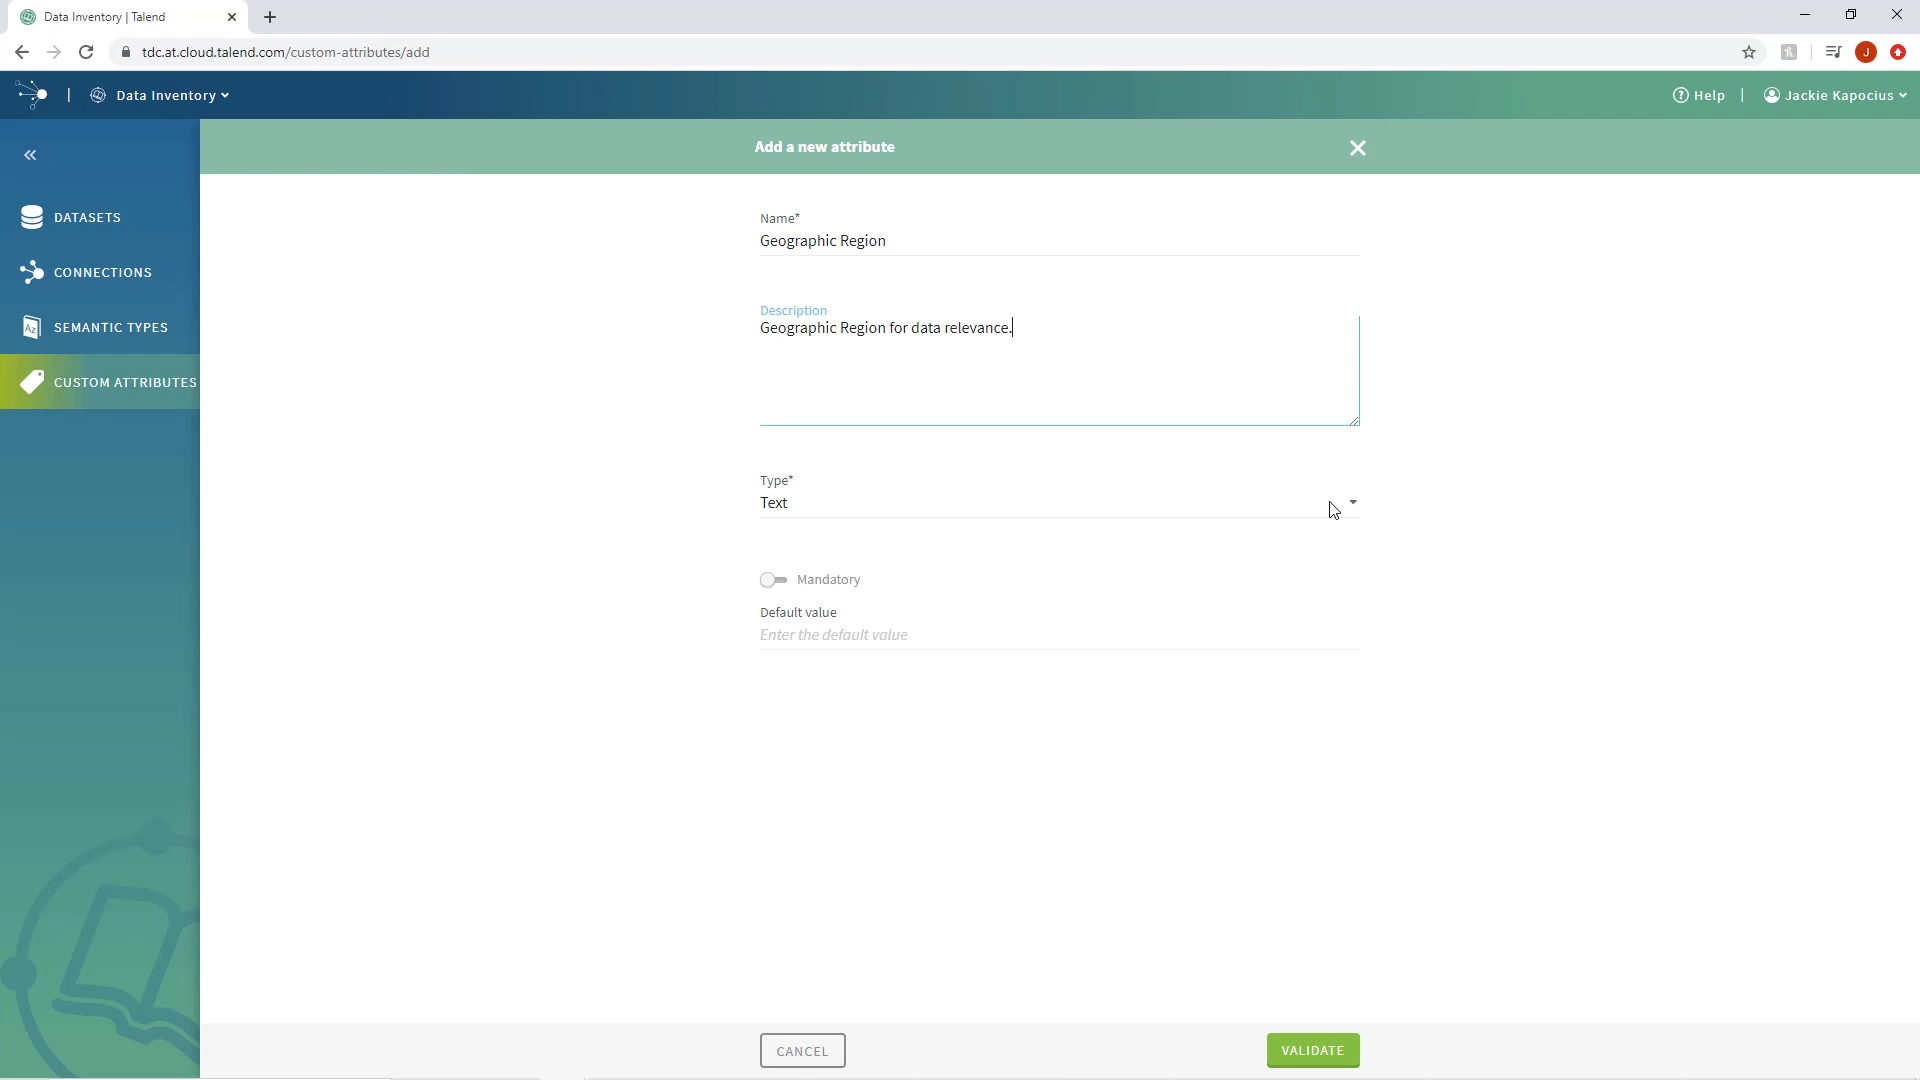 Data Inventory | Talend
tdc.at.cloud.talend.com/custom-attributes/add
J
Data Inventory
Help
Jackie Kapocius
Add a new attribute
DATASETS
CONNECTIONS
SEMANTIC TYPES
CUSTOM ATTRIBUTES
Name*
Geographic Region
Description
Geographic Region for data relevance.
Type*
Text
Mandatory
Default value
Enter the default value
CANCEL
VALIDATE